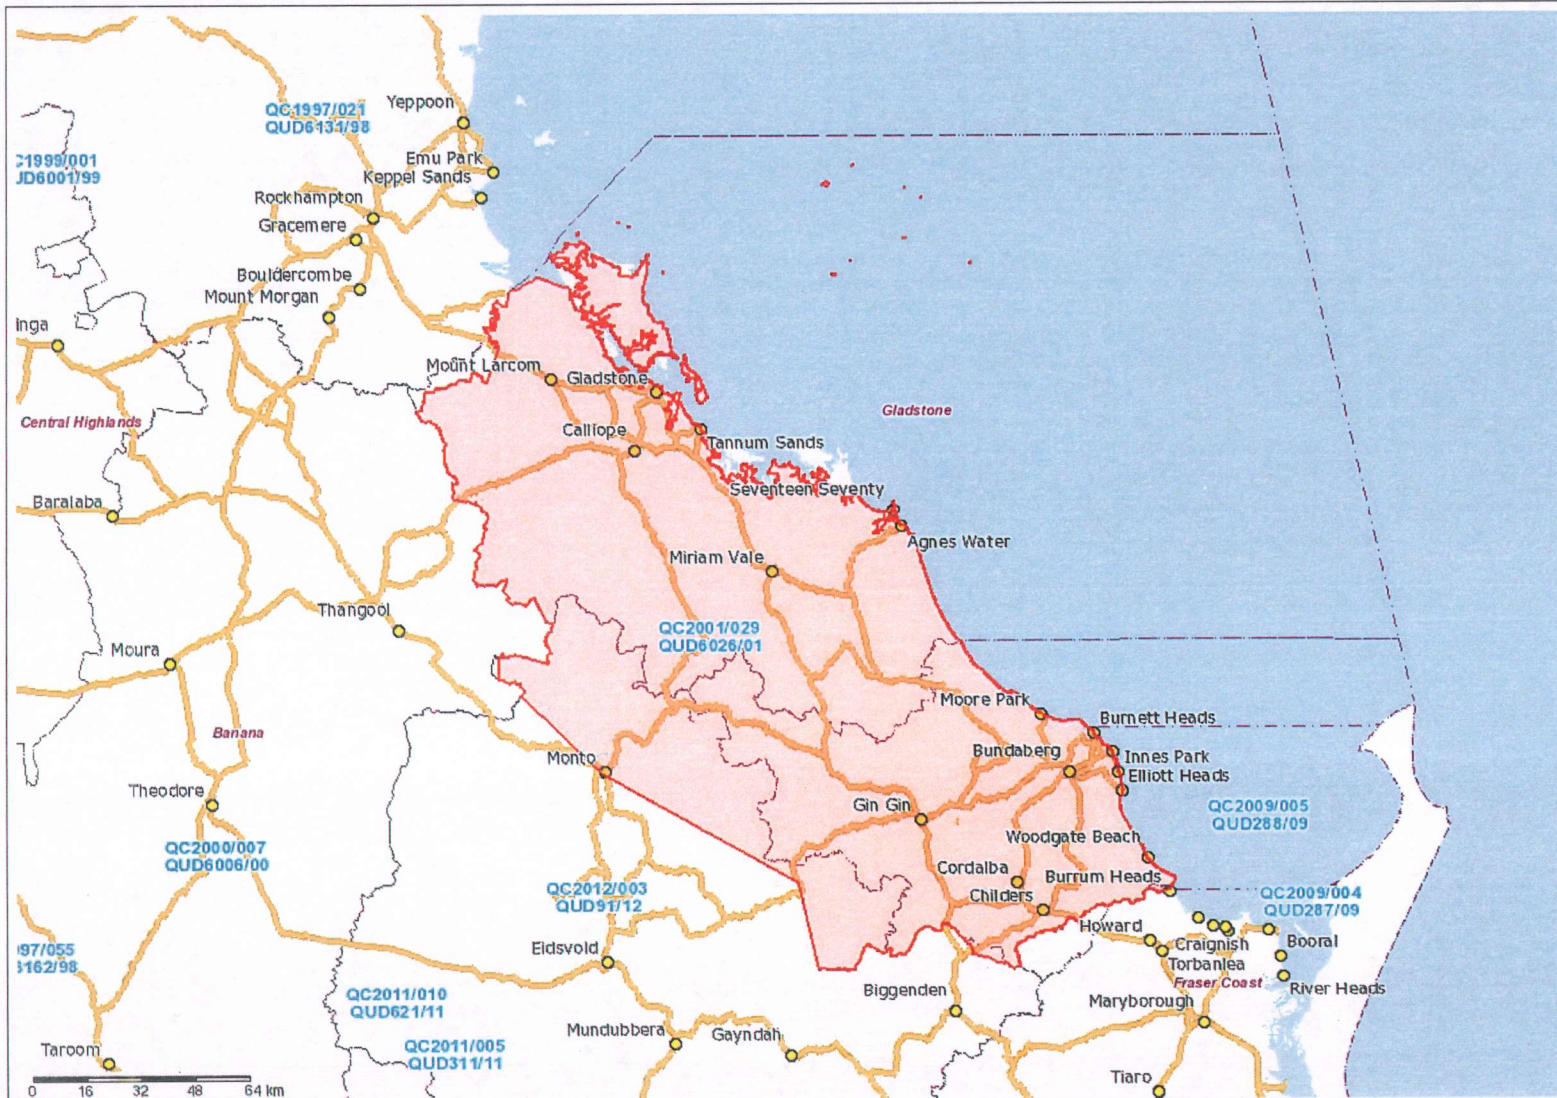 Yeppoon
QC1997/021
QUD6131/98
Emu Park
Keppel Sands
C1999/001
JD6001/99
Rockhampton
Gracemere
Bouldercombe
Mount Morgan
inga
Mount Larcom
Gladstone
Central Highlands
Gladstone
Calliope
Tannum Sands
Seventeen Seventy
Baralaba
Agnes Water
Miriam Vale
Thangool
QC2001/029
QUD6026/01
Moura
Moore Park
Burnett Heads
Banana
Monto
Bundaberg
Innes Park
Elliott Heads
Theodore
Gin Gin
QC2009/005
QUD288/09
Woodgate Beach
QC2000/007
QUD6006/00
Cordalba
Burrum Heads
QC2012/003
QUD91/12
Childers
QC2009/004
QUD287/09
Howard
Craignish
Booral
Eidsvold
Torbanlea
997/055
6162/98
Fraser Coast
River Heads
QC2011/010
QUD621/11
Biggenden
Maryborough
Mundubbera
Gayndah
Taroom
QC2011/005
QUD311/11
Tiaro
0 16 32 48 64 km